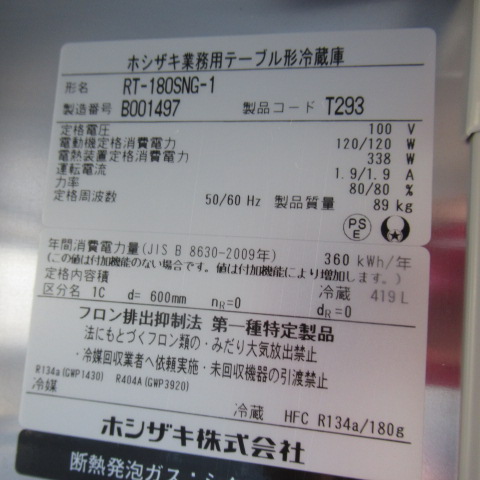 ホシザキ業務用テーブル形冷蔵庫
形名 RT-180SNG-1
製造番号 B001497 製品コード T293
定格電圧 100 V
電動機定格消費電力 120/120 W
電熱装置定格消費電力 338 W
運転電流 1.9/1.9 A
力率 80/80 %
定格周波数 50/60 Hz 製品質量 89 kg
PSE
年間消費電力量(JIS B 8630-2009年) 360 kWh/年
(この値は付加機能のない場合です。値は付加機能により増加します。)
定格内容積 冷蔵 419 L
区分名 1C d= 600mm nR=0 dR=0
フロン排出抑制法 第一種特定製品
法にもとづくフロン類の・みだり大気放出禁止
・冷媒回収業者へ依頼実施・未回収機器の引渡禁止
R134a(GWP1430) R404A(GWP3920)
冷媒 冷蔵 HFC R134a/180g
ホシザキ株式会社
断熱発泡ガス・シ